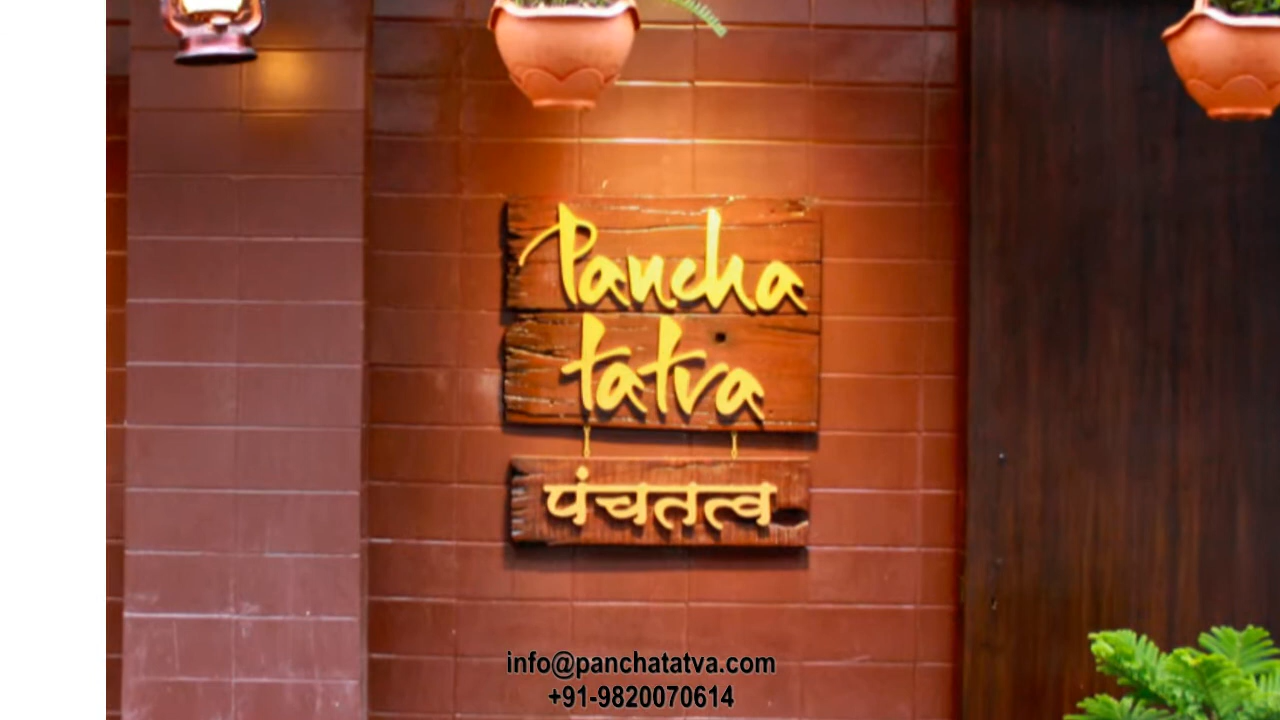 Pancha
tatva
पंचतत्व
info@panchatatva.com
+91-9820070614